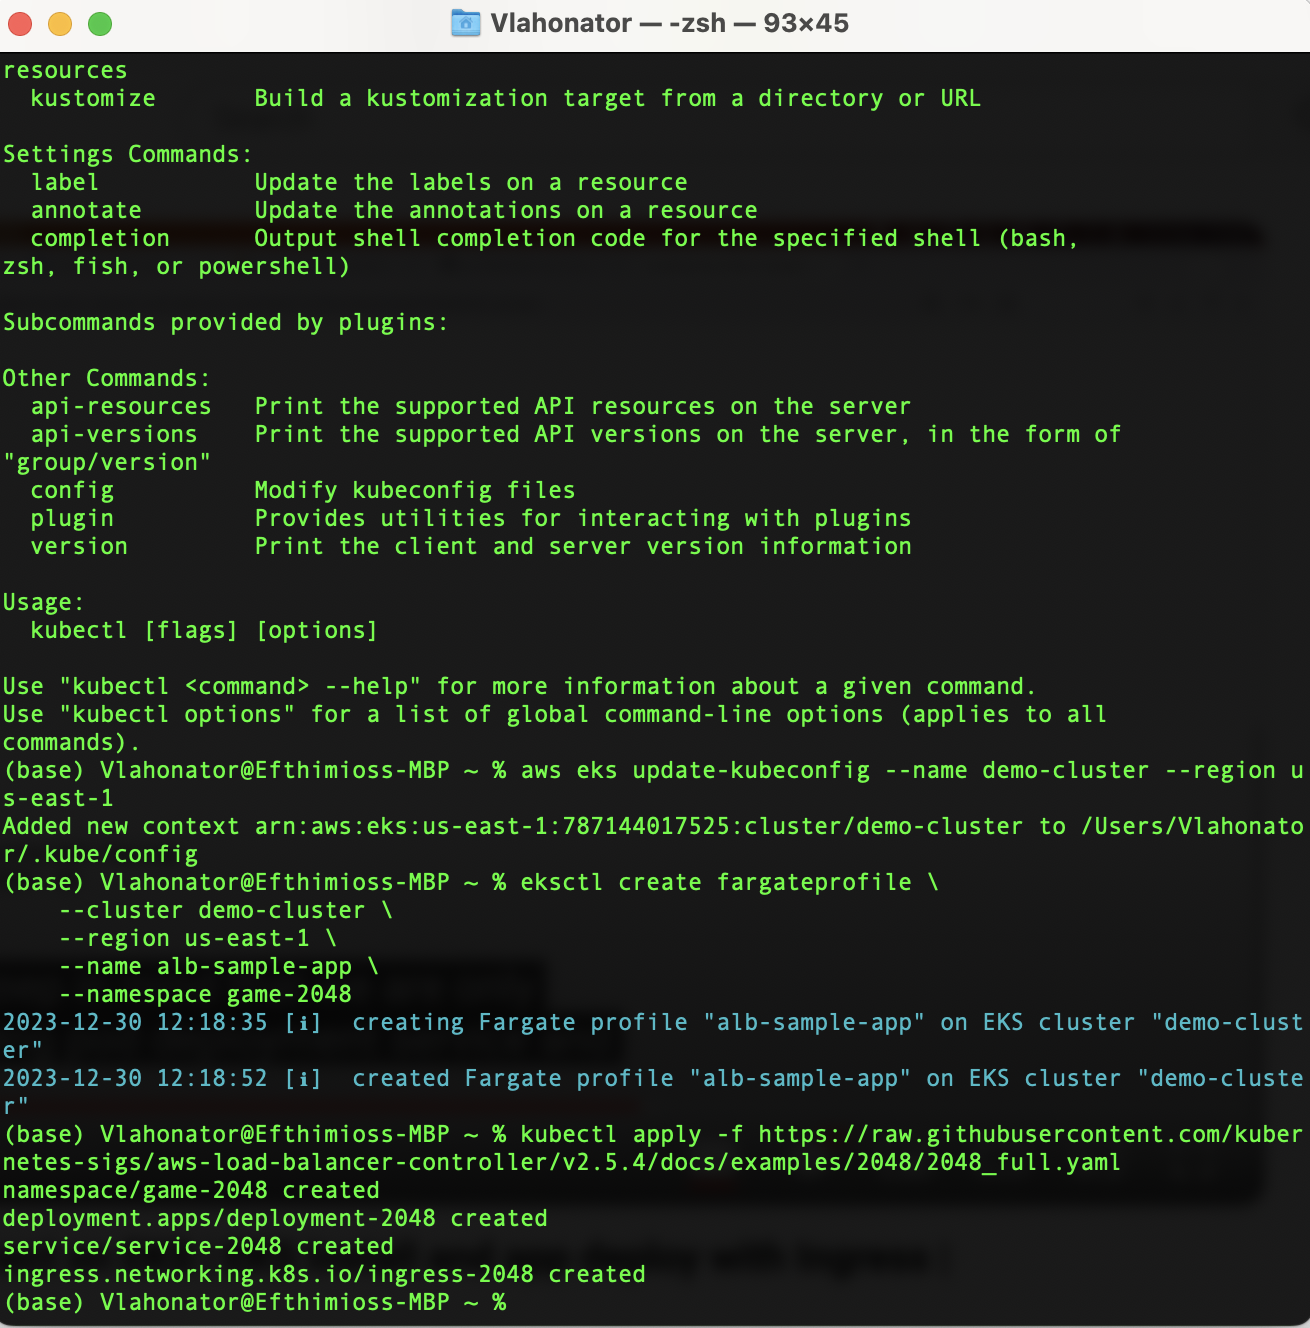 Vlahonator — -zsh — 93×45
resources
  kustomize       Build a kustomization target from a directory or URL

Settings Commands:
  label           Update the labels on a resource
  annotate        Update the annotations on a resource
  completion      Output shell completion code for the specified shell (bash,
zsh, fish, or powershell)

Subcommands provided by plugins:

Other Commands:
  api-resources   Print the supported API resources on the server
  api-versions    Print the supported API versions on the server, in the form of
"group/version"
  config          Modify kubeconfig files
  plugin          Provides utilities for interacting with plugins
  version         Print the client and server version information

Usage:
  kubectl [flags] [options]

Use "kubectl <command> --help" for more information about a given command.
Use "kubectl options" for a list of global command-line options (applies to all
commands).
(base) Vlahonator@Efthimioss-MBP ~ % aws eks update-kubeconfig --name demo-cluster --region u
s-east-1
Added new context arn:aws:eks:us-east-1:787144017525:cluster/demo-cluster to /Users/Vlahonato
r/.kube/config
(base) Vlahonator@Efthimioss-MBP ~ % eksctl create fargateprofile \
    --cluster demo-cluster \
    --region us-east-1 \
    --name alb-sample-app \
    --namespace game-2048
2023-12-30 12:18:35 [ℹ]  creating Fargate profile "alb-sample-app" on EKS cluster "demo-clust
er"
2023-12-30 12:18:52 [ℹ]  created Fargate profile "alb-sample-app" on EKS cluster "demo-cluste
r"
(base) Vlahonator@Efthimioss-MBP ~ % kubectl apply -f https://raw.githubusercontent.com/kuber
netes-sigs/aws-load-balancer-controller/v2.5.4/docs/examples/2048/2048_full.yaml
namespace/game-2048 created
deployment.apps/deployment-2048 created
service/service-2048 created
ingress.networking.k8s.io/ingress-2048 created
(base) Vlahonator@Efthimioss-MBP ~ %